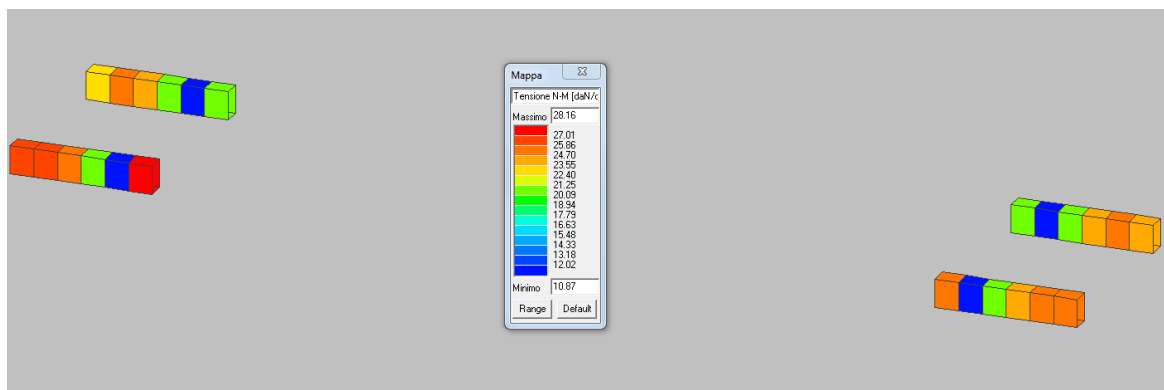 Mappa
Tensione N-M [daN/c
Massimo 28.16
27.01
25.86
24.70
23.55
22.40
21.25
20.09
18.94
17.79
16.63
15.48
14.33
13.18
12.02
Minimo 10.87
Range Default